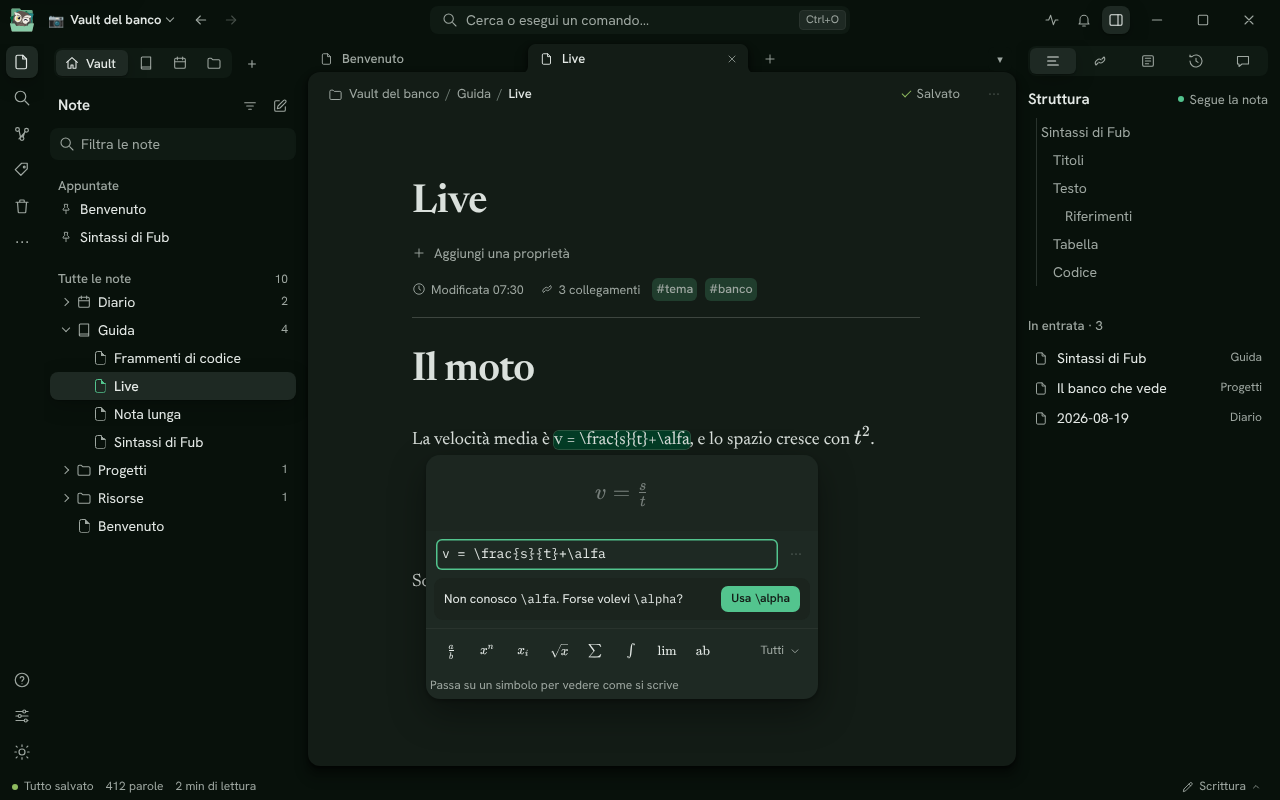 Vault del banco
Cerca o esegui un comando...
Ctrl+O
Vault
Note
Filtra le note
Appuntate
Benvenuto
Sintassi di Fub
Tutte le note 10
Diario 2
Guida 4
Frammenti di codice
Live
Nota lunga
Sintassi di Fub
Progetti 1
Risorse 1
Benvenuto
Tutto salvato 412 parole 2 min di lettura
Benvenuto
Live
Vault del banco / Guida / Live
Salvato
Live
Aggiungi una proprietà
Modificata 07:30 3 collegamenti #tema #banco
Il moto
La velocità media è v = \frac{s}{t}+\alfa, e lo spazio cresce con t².
v = s/t
v = \frac{s}{t}+\alfa
So
Non conosco \alfa. Forse volevi \alpha?
Usa \alpha
a/b xⁿ xᵢ √x ∑ ∫ lim ab Tutti
Passa su un simbolo per vedere come si scrive
Struttura
Segue la nota
Sintassi di Fub
Titoli
Testo
Riferimenti
Tabella
Codice
In entrata · 3
Sintassi di Fub Guida
Il banco che vede Progetti
2026-08-19 Diario
Scrittura